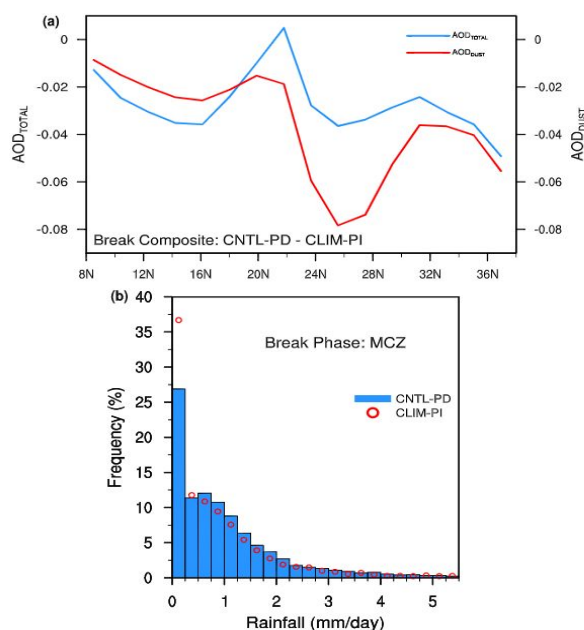 (a)
AOD_TOTAL
AOD_DUST
0
0
-0.02
-0.02
-0.04
-0.04
-0.06
-0.06
-0.08
-0.08
AOD_TOTAL
AOD_DUST
Break Composite: CNTL-PD - CLIM-PI
8N 12N 16N 20N 24N 28N 32N 36N
(b)
40
35
30
25
20
15
10
5
0
Frequency (%)
Break Phase: MCZ
CNTL-PD
CLIM-PI
0 1 2 3 4 5
Rainfall (mm/day)